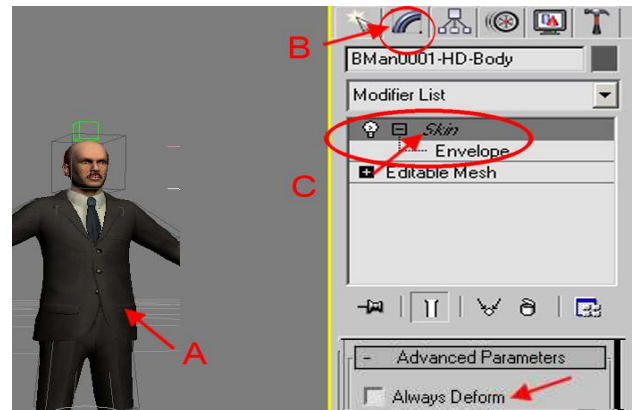 B
BMan0001-HD-Body
Modifier List
Skin
Envelope
C
Editable Mesh
A
- Advanced Parameters
Always Deform